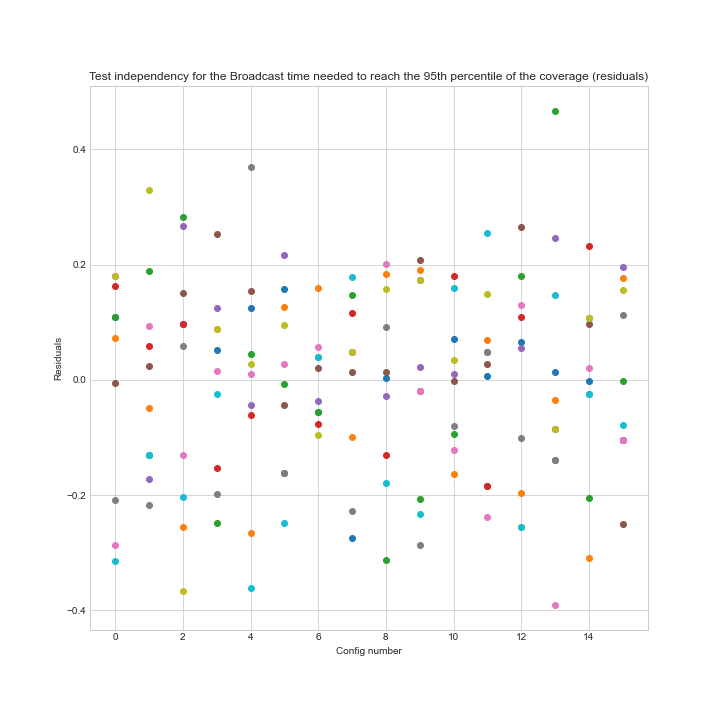 Test independency for the Broadcast time needed to reach the 95th percentile of the coverage (residuals)
0.4
0.2
0.0
−0.2
−0.4
Residuals
0 2 4 6 8 10 12 14
Config number